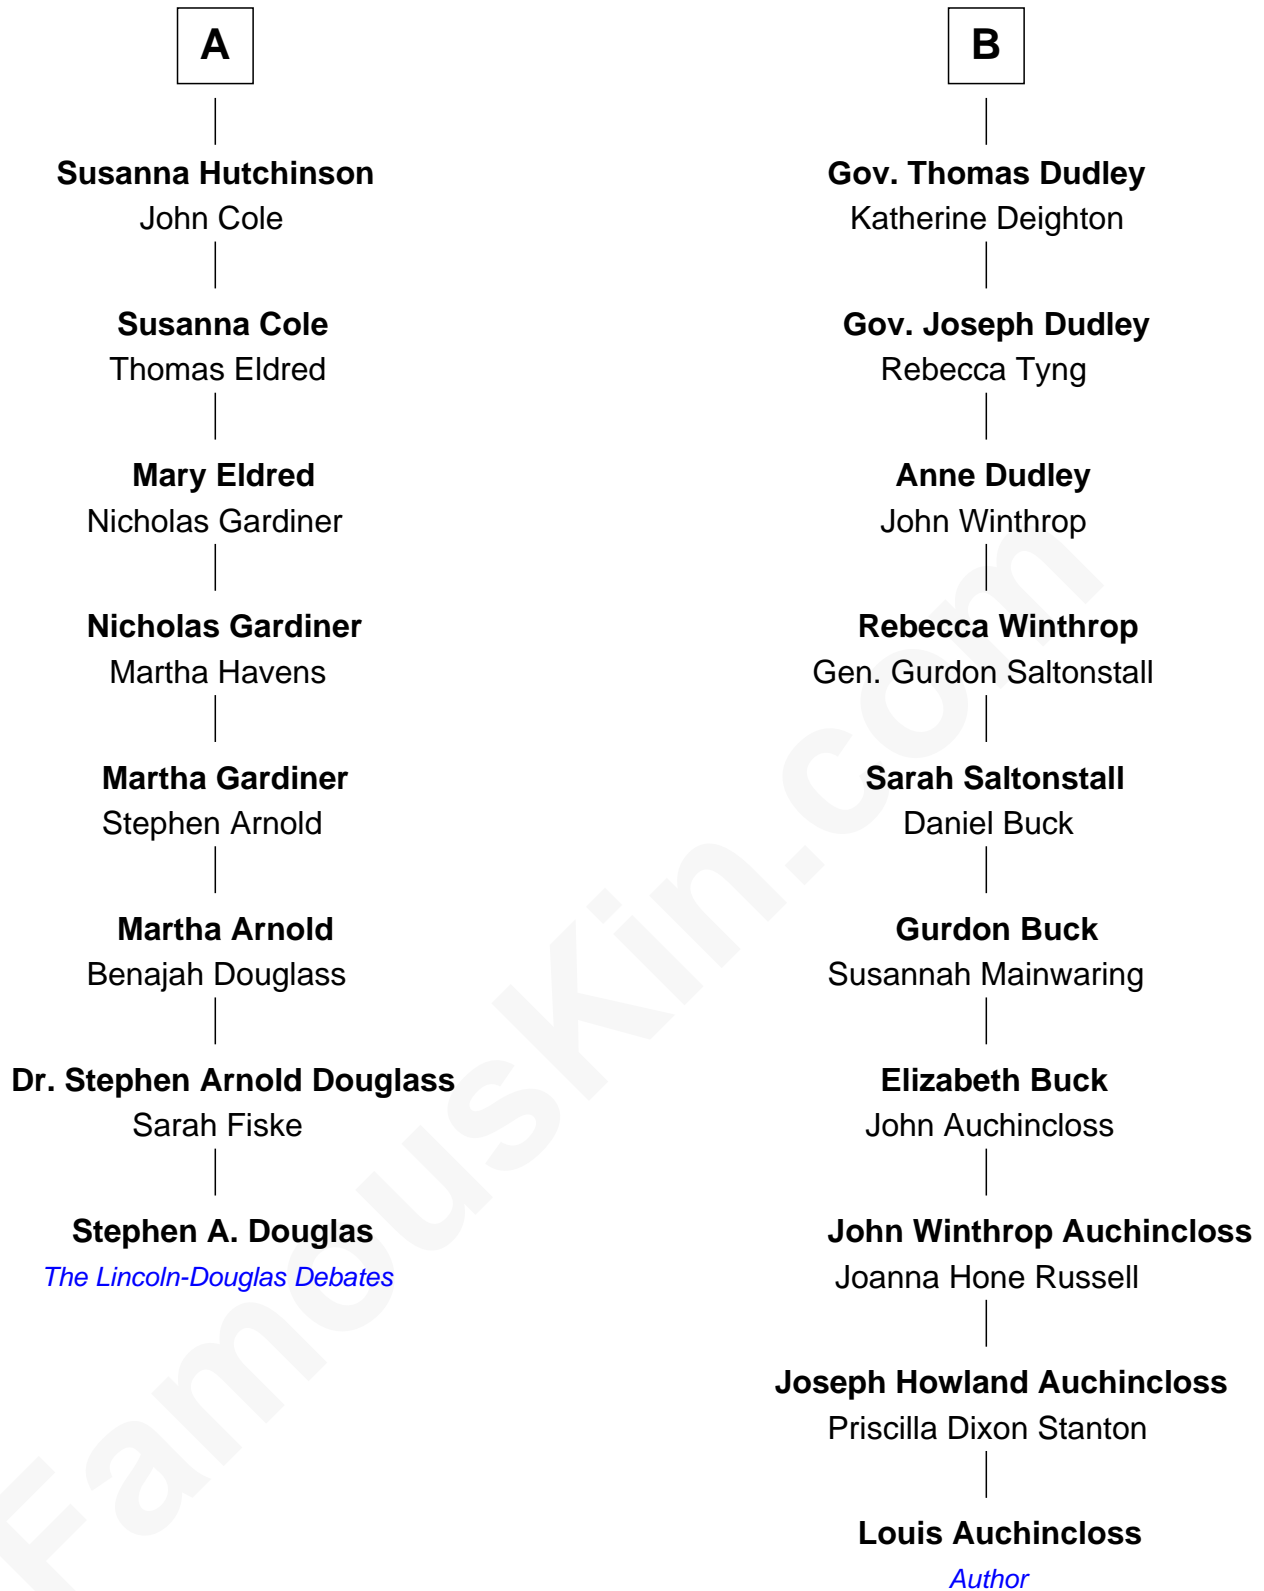 A
Susanna Hutchinson
John Cole
Susanna Cole
Thomas Eldred
Mary Eldred
Nicholas Gardiner
Nicholas Gardiner
Martha Havens
Martha Gardiner
Stephen Arnold
Martha Arnold
Benajah Douglass
Dr. Stephen Arnold Douglass
Sarah Fiske
Stephen A. Douglas
The Lincoln-Douglas Debates
B
Gov. Thomas Dudley
Katherine Deighton
Gov. Joseph Dudley
Rebecca Tyng
Anne Dudley
John Winthrop
Rebecca Winthrop
Gen. Gurdon Saltonstall
Sarah Saltonstall
Daniel Buck
Gurdon Buck
Susannah Mainwaring
Elizabeth Buck
John Auchincloss
John Winthrop Auchincloss
Joanna Hone Russell
Joseph Howland Auchincloss
Priscilla Dixon Stanton
Louis Auchincloss
Author
FamousKin.com